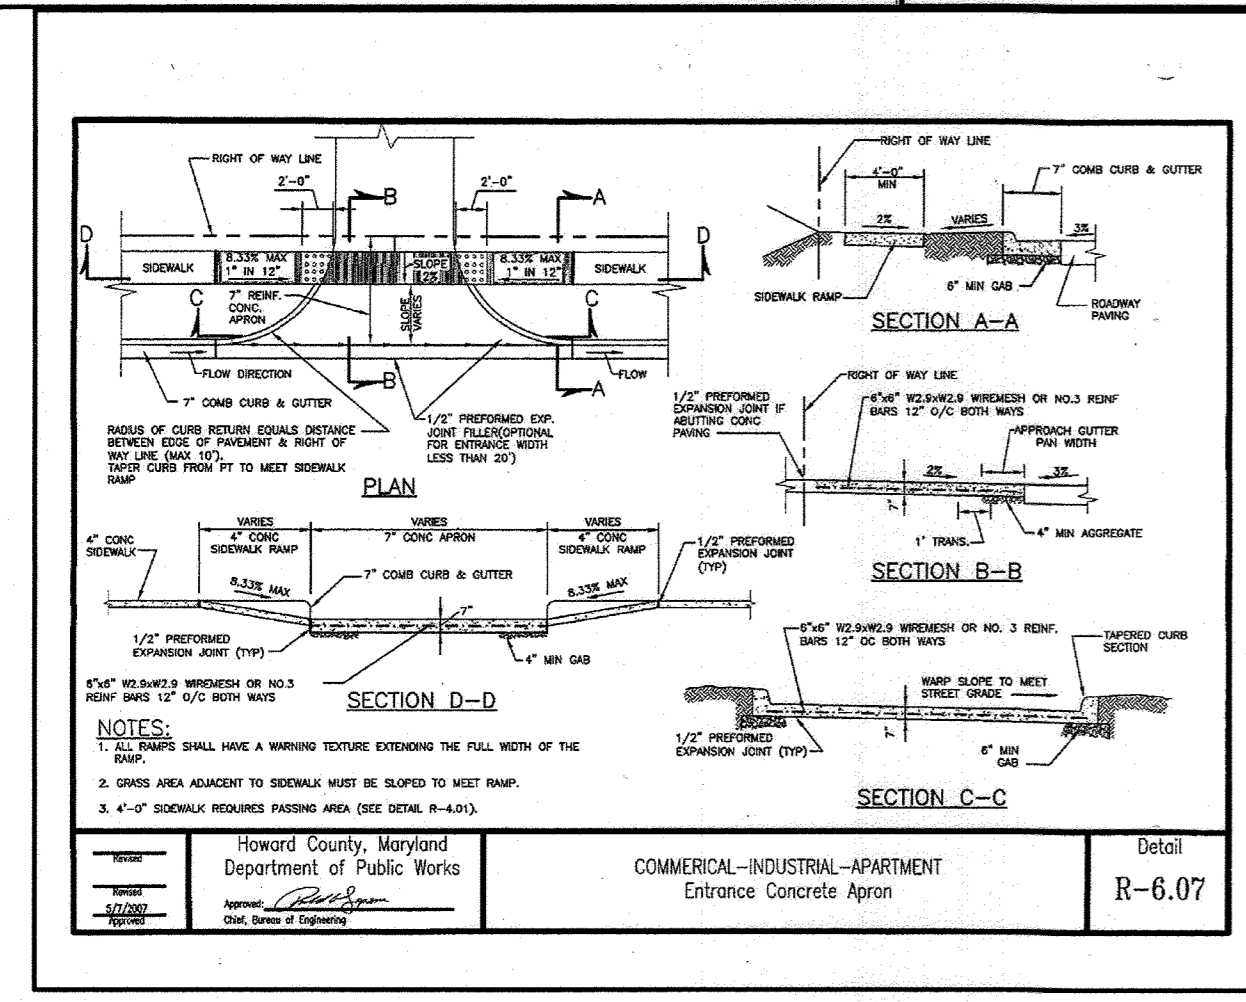 RIGHT OF WAY LINE
2'-0"
2'-0"
B
A
D
D
8.33% MAX
1" IN 12"
SLOPE
2%
8.33% MAX
1" IN 12"
SIDEWALK
SIDEWALK
7" REINF.
CONC.
APRON
SLOPE
VARIES
C
C
FLOW DIRECTION
B
A
FLOW
7" COMB CURB & GUTTER
RADIUS OF CURB RETURN EQUALS DISTANCE
BETWEEN EDGE OF PAVEMENT & RIGHT OF
WAY LINE (MAX 10').
TAPER CURB FROM PT TO MEET SIDEWALK
RAMP
1/2" PREFORMED EXP.
JOINT FILLER(OPTIONAL
FOR ENTRANCE WIDTH
LESS THAN 20')
PLAN
RIGHT OF WAY LINE
4'-0"
MIN
7" COMB CURB & GUTTER
2%
VARIES
3%
SIDEWALK RAMP
6" MIN GAB
ROADWAY
PAVING
SECTION A-A
RIGHT OF WAY LINE
1/2" PREFORMED
EXPANSION JOINT IF
ABUTTING CONC
PAVING
6"x6" W2.9xW2.9 WIREMESH OR NO.3 REINF
BARS 12" O/C BOTH WAYS
APPROACH GUTTER
PAN WIDTH
2%
3%
7"
1' TRANS.
4" MIN AGGREGATE
SECTION B-B
VARIES
4" CONC
SIDEWALK RAMP
VARIES
7" CONC APRON
VARIES
4" CONC
SIDEWALK RAMP
4" CONC
SIDEWALK
1/2" PREFORMED
EXPANSION JOINT
(TYP)
8.33% MAX
7" COMB CURB & GUTTER
8.33% MAX
7"
1/2" PREFORMED
EXPANSION JOINT (TYP)
4" MIN GAB
6"x6" W2.9xW2.9 WIREMESH OR NO.3
REINF BARS 12" O/C BOTH WAYS
SECTION D-D
6"x6" W2.9xW2.9 WIREMESH OR NO. 3 REINF.
BARS 12" OC BOTH WAYS
TAPERED CURB
SECTION
WARP SLOPE TO MEET
STREET GRADE
1/2" PREFORMED
EXPANSION JOINT (TYP)
7"
6" MIN
GAB
SECTION C-C
NOTES:
1. ALL RAMPS SHALL HAVE A WARNING TEXTURE EXTENDING THE FULL WIDTH OF THE
RAMP.
2. GRASS AREA ADJACENT TO SIDEWALK MUST BE SLOPED TO MEET RAMP.
3. 4'-0" SIDEWALK REQUIRES PASSING AREA (SEE DETAIL R-4.01).
Revised
Revised
5/7/2007
Approved
Howard County, Maryland
Department of Public Works
Approved:
Chief, Bureau of Engineering
COMMERICAL-INDUSTRIAL-APARTMENT
Entrance Concrete Apron
Detail
R-6.07